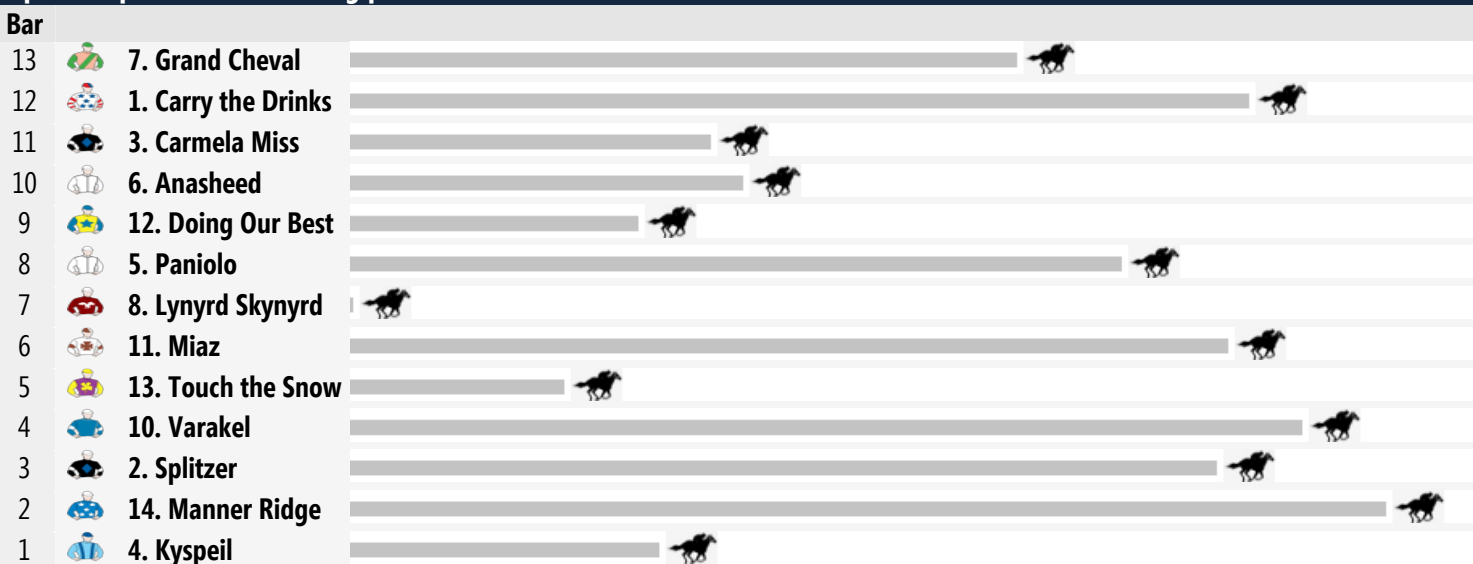 Bar
13 7. Grand Cheval
12 1. Carry the Drinks
11 3. Carmela Miss
10 6. Anasheed
9 12. Doing Our Best
8 5. Paniolo
7 8. Lynyrd Skynyrd
6 11. Miaz
5 13. Touch the Snow
4 10. Varakel
3 2. Splitzer
2 14. Manner Ridge
1 4. Kyspeil